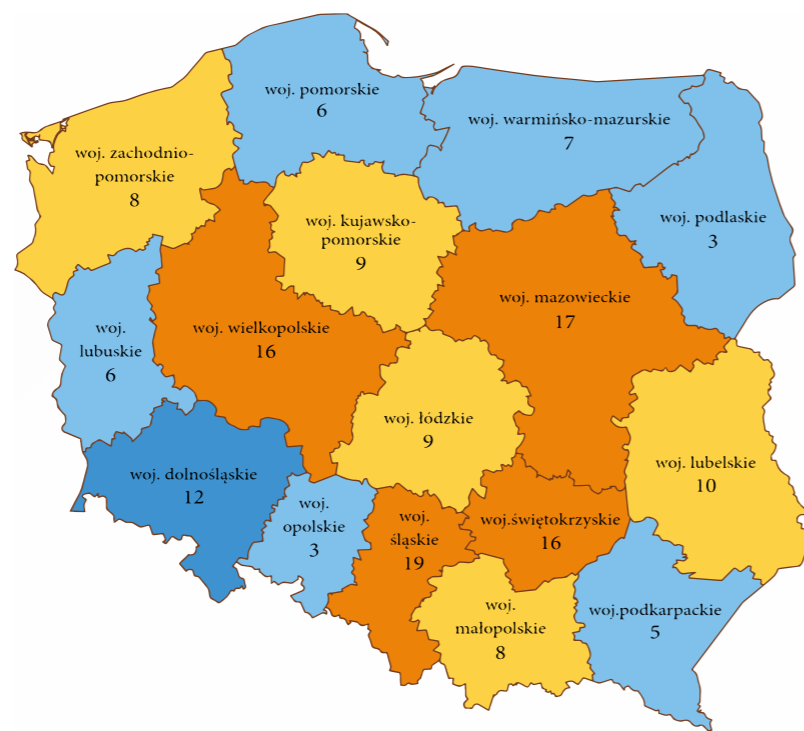 woj. pomorskie
6
woj. warmińsko-mazurskie
7
woj. zachodnio-
pomorskie
8
woj. kujawsko-
pomorskie
9
woj. podlaskie
3
woj. mazowieckie
17
woj. wielkopolskie
16
woj.
lubuskie
6
woj. łódzkie
9
woj. lubelskie
10
woj. dolnośląskie
12
woj.
opolskie
3
woj.
śląskie
19
woj.świętokrzyskie
16
woj.
małopolskie
8
woj.podkarpackie
5